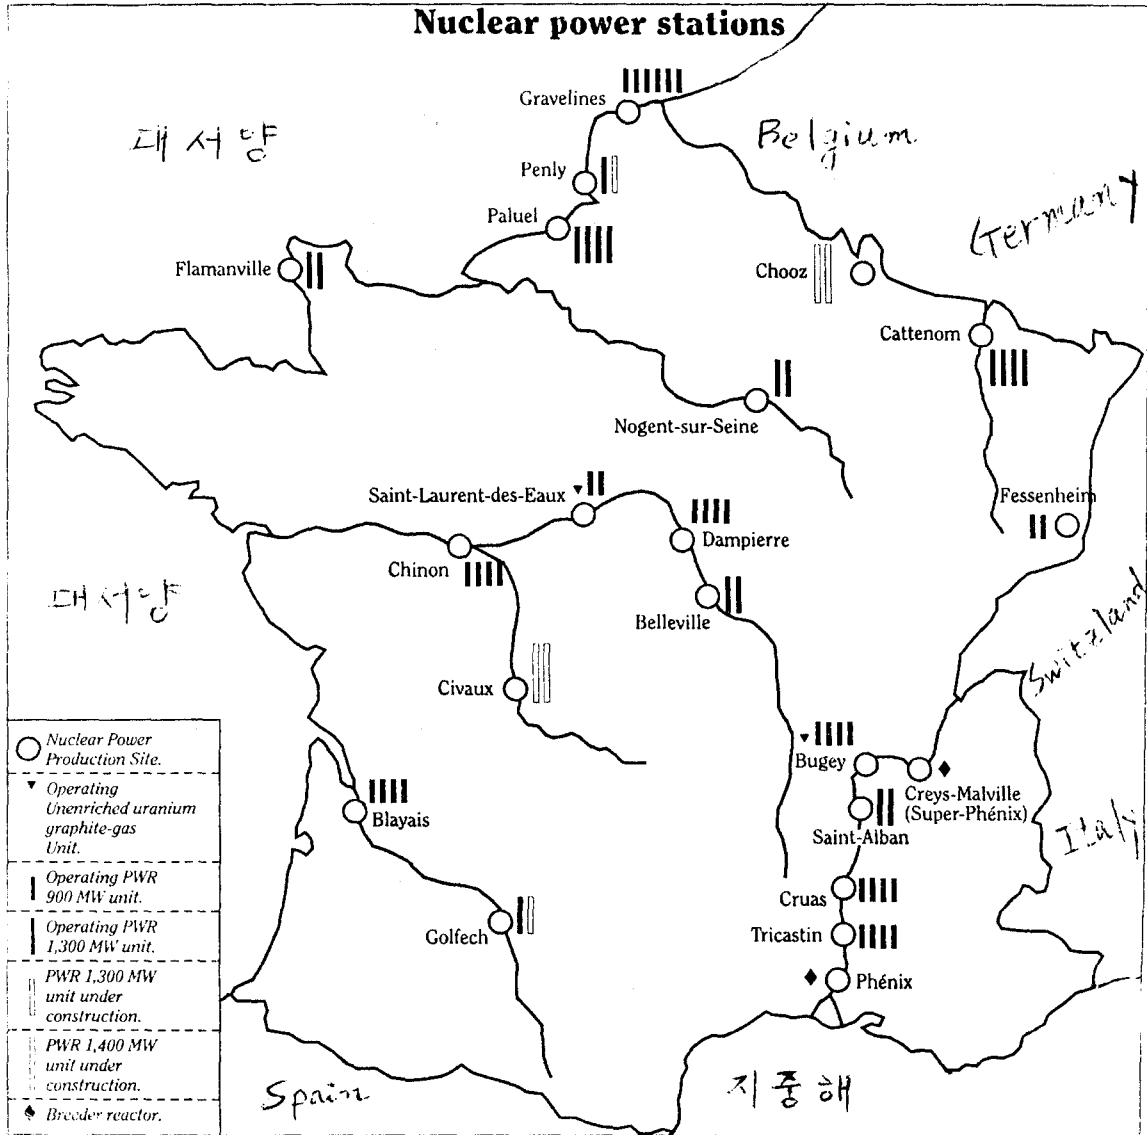 Nuclear power stations
Gravelines
대서양
Belgium
Penly
Germany
Paluel
Flamanville
Chooz
Cattenom
Nogent-sur-Seine
Saint-Laurent-des-Eaux
Fessenheim
Dampierre
Chinon
대서양
Belleville
Switzland
Civaux
Nuclear Power
Production Site.
Operating
Unenriched uranium
graphite-gas
Unit.
Operating PWR
900 MW unit.
Operating PWR
1,300 MW unit.
PWR 1,300 MW
unit under
construction.
PWR 1,400 MW
unit under
construction.
Breeder reactor.
Bugey
Creys-Malville
(Super-Phénix)
Blayais
Saint-Alban
Italy
Cruas
Golfech
Tricastin
Phénix
Spain
지중해